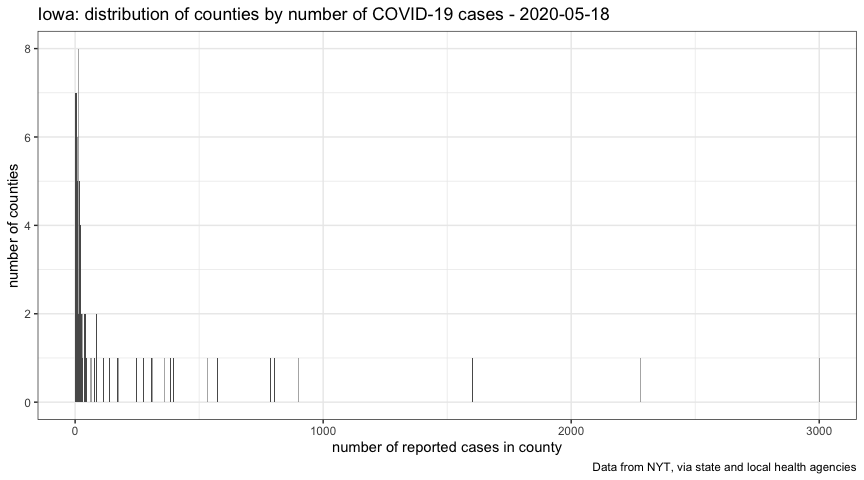 Iowa: distribution of counties by number of COVID-19 cases - 2020-05-18
8
6
4
2
0
number of counties
0 1000 2000 3000
number of reported cases in county
Data from NYT, via state and local health agencies